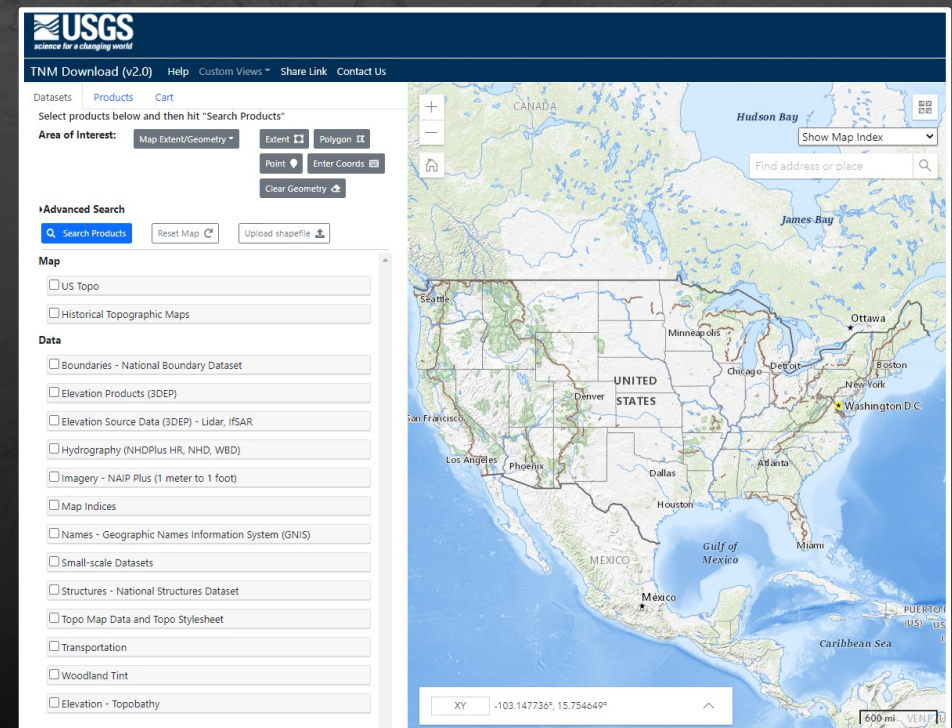 USGS
science for a changing world
TNM Download (v2.0) Help Custom Views Share Link Contact Us
Datasets Products Cart
Select products below and then hit "Search Products"
Area of Interest: Map Extent/Geometry Extent Polygon
Point Enter Coords
Clear Geometry
Advanced Search
Search Products Reset Map Upload shapefile
Map
US Topo
Historical Topographic Maps
Data
Boundaries - National Boundary Dataset
Elevation Products (3DEP)
Elevation Source Data (3DEP) - Lidar, IfSAR
Hydrography (NHDPlus HR, NHD, WBD)
Imagery - NAIP Plus (1 meter to 1 foot)
Map Indices
Names - Geographic Names Information System (GNIS)
Small-scale Datasets
Structures - National Structures Dataset
Topo Map Data and Topo Stylesheet
Transportation
Woodland Tint
Elevation - Topobathy
CANADA
Hudson Bay
Show Map Index
Find address or place
James Bay
Seattle
Ottawa
Minneapolis
Chicago
Detroit
Boston
New York
UNITED
STATES
Denver
Washington D.C.
San Francisco
Los Angeles
Phoenix
Dallas
Atlanta
Houston
Gulf of
Mexico
Miami
MEXICO
México
PUERTO
(US) US
Caribbean Sea
XY -103.147736°, 15.754649°
600 mi